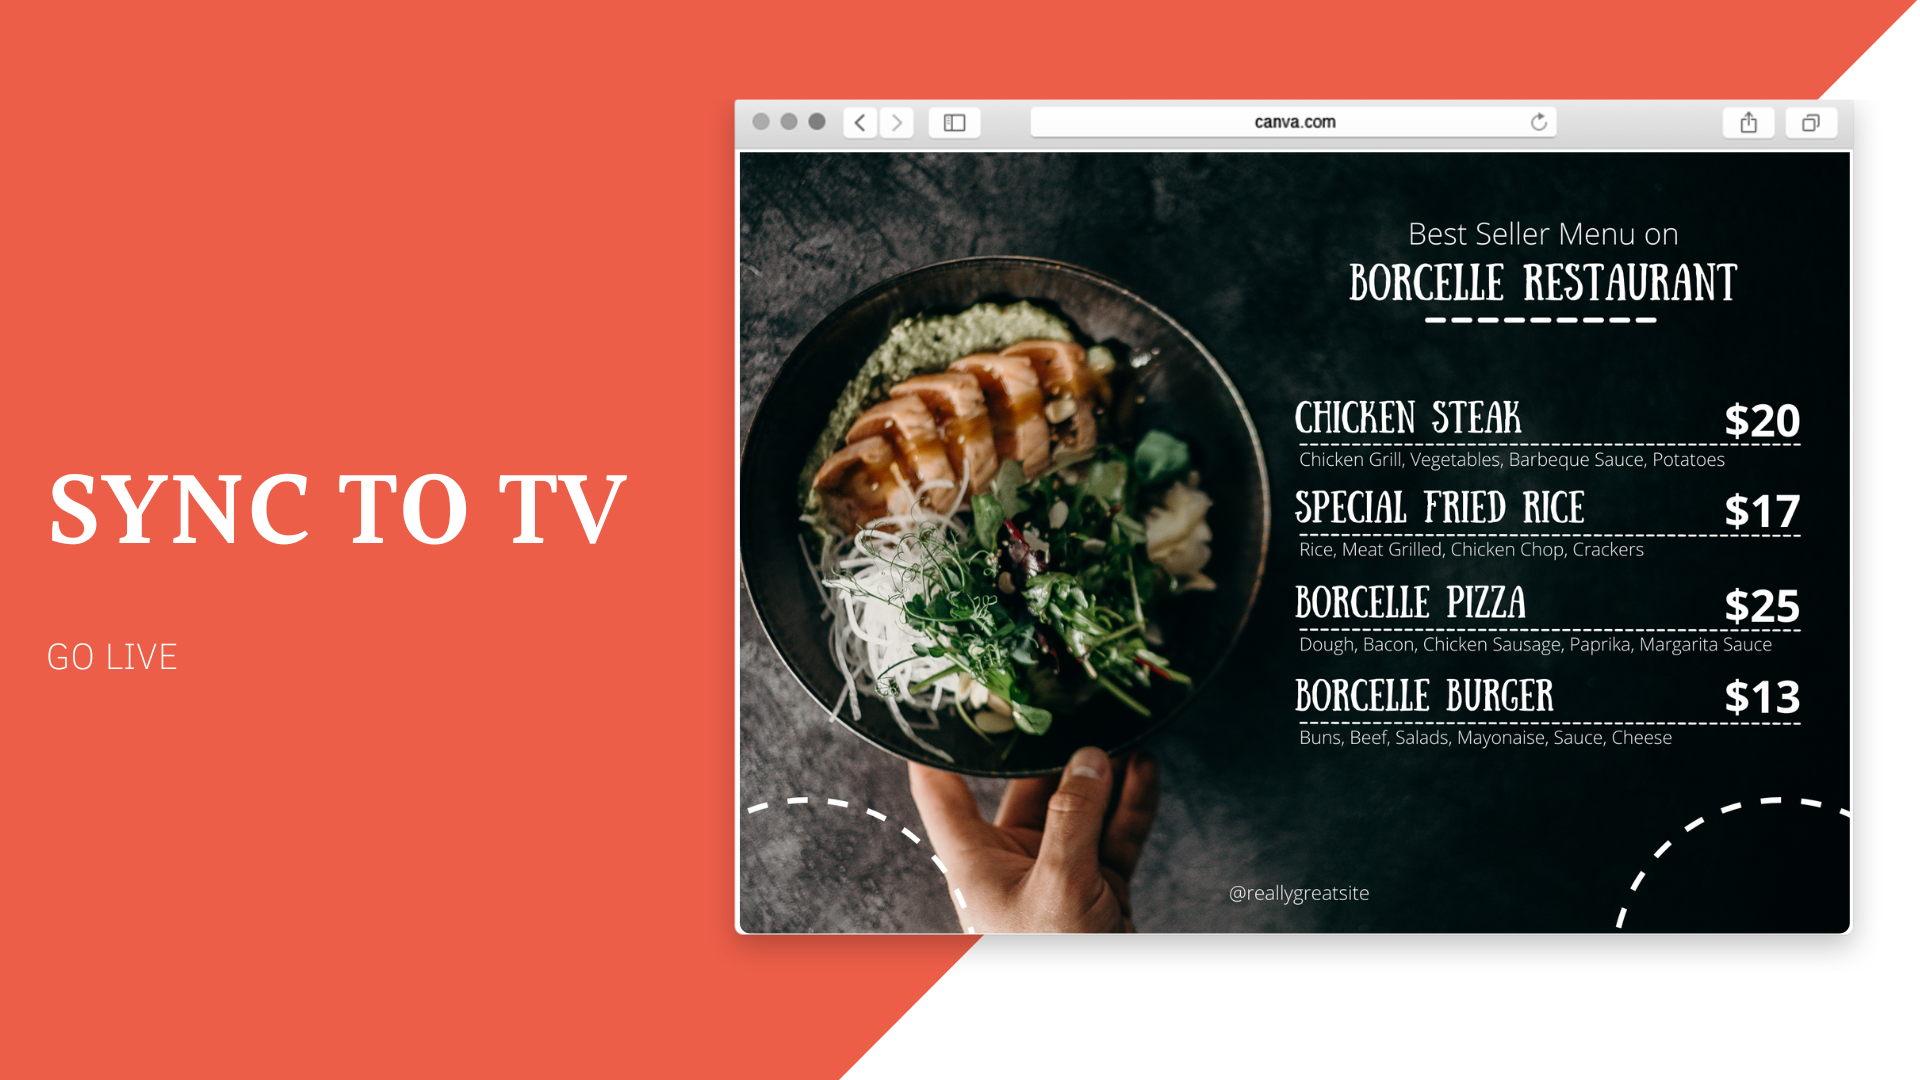 SYNC TO TV
GO LIVE
canva.com
Best Seller Menu on
BORCELLE RESTAURANT
CHICKEN STEAK $20
Chicken Grill, Vegetables, Barbeque Sauce, Potatoes
SPECIAL FRIED RICE $17
Rice, Meat Grilled, Chicken Chop, Crackers
BORCELLE PIZZA $25
Dough, Bacon, Chicken Sausage, Paprika, Margarita Sauce
BORCELLE BURGER $13
Buns, Beef, Salads, Mayonaise, Sauce, Cheese
@reallygreatsite